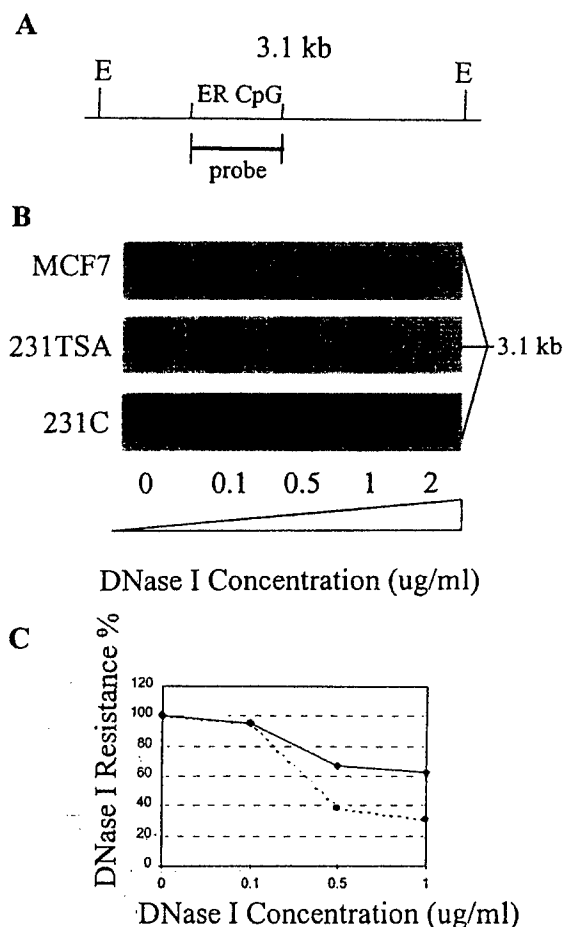 A
3.1 kb
E E
ER CpG
probe
B
MCF7
231TSA
231C
3.1 kb
0 0.1 0.5 1 2
DNase I Concentration (ug/ml)
C
DNase I Resistance %
120
100
80
60
40
20
0
0 0.1 0.5 1
DNase I Concentration (ug/ml)